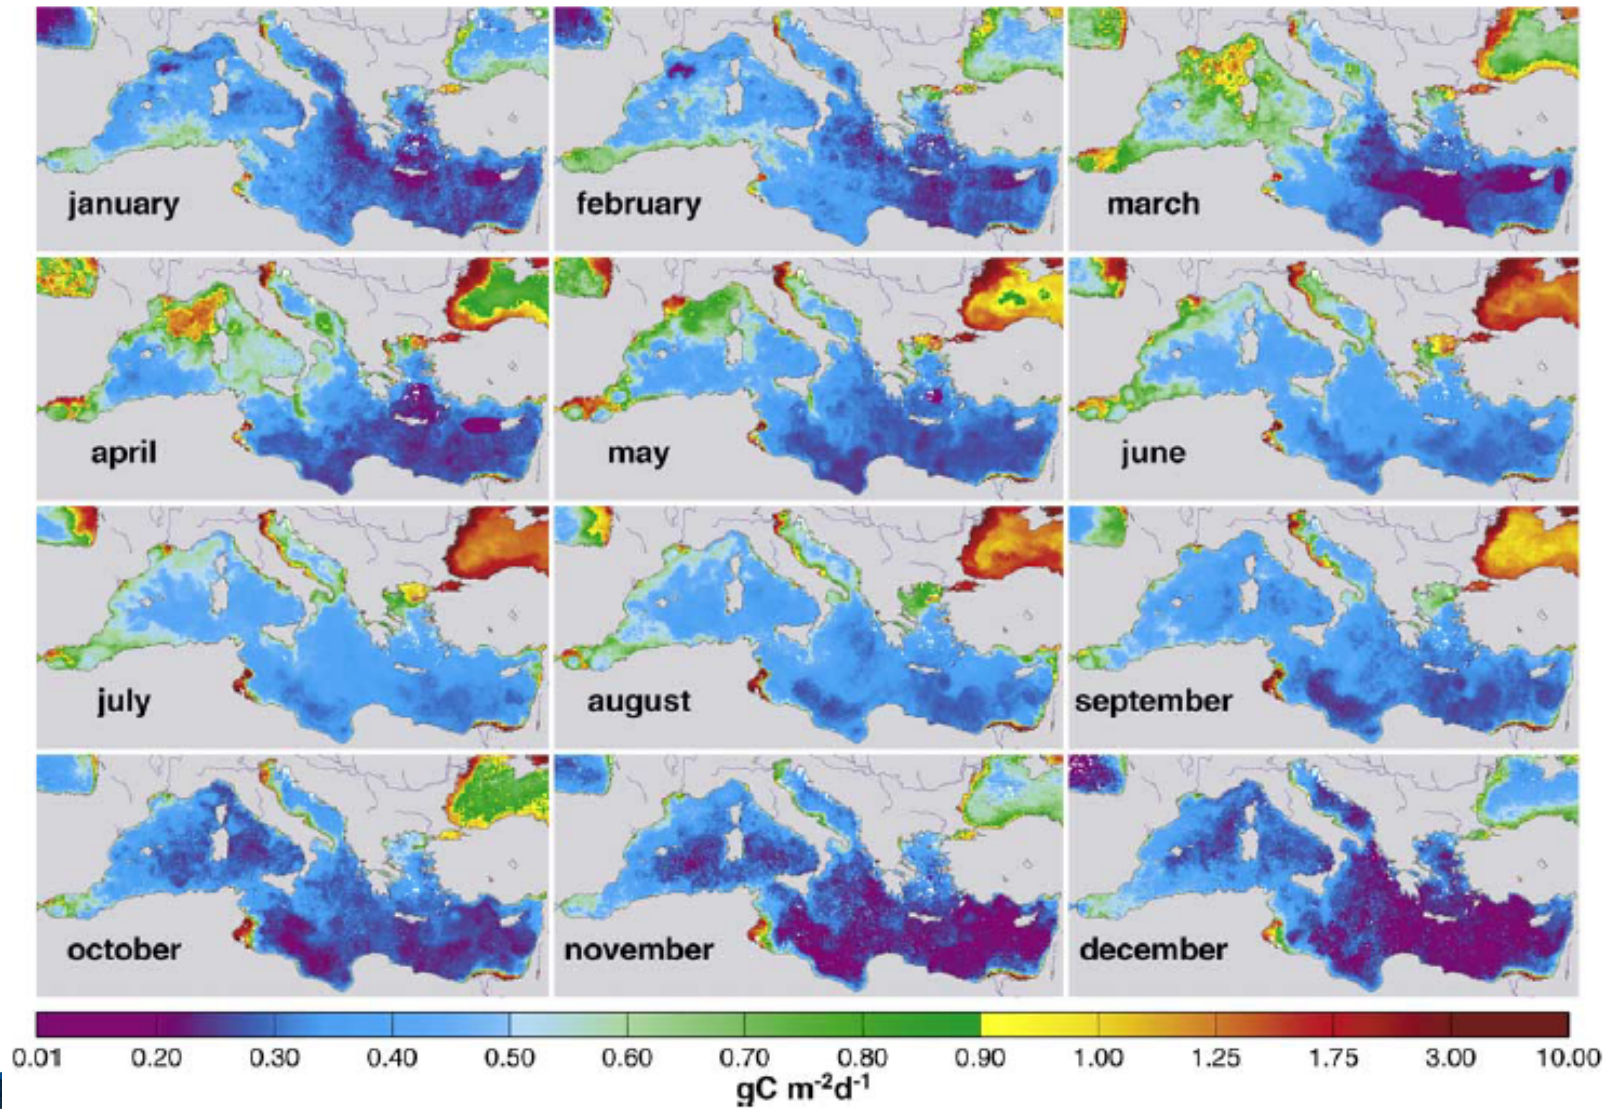 january
february
march
april
may
june
july
august
september
october
november
december
0.01 0.20 0.30 0.40 0.50 0.60 0.70 0.80 0.90 1.00 1.25 1.75 3.00 10.00
gC m⁻²d⁻¹